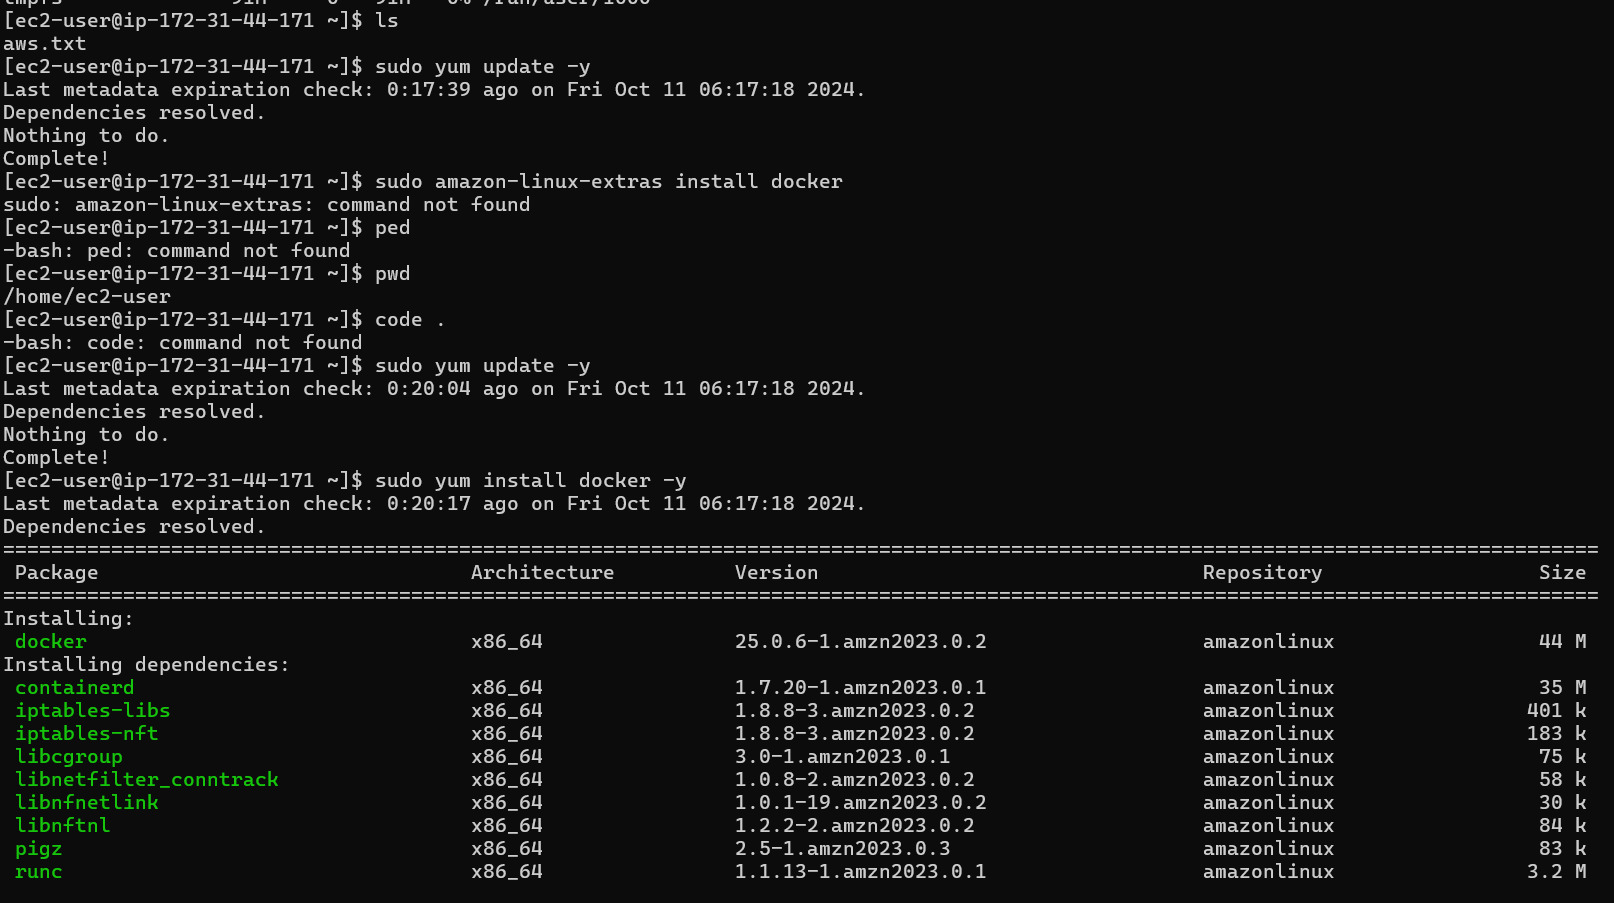 [ec2-user@ip-172-31-44-171 ~]$ ls
aws.txt
[ec2-user@ip-172-31-44-171 ~]$ sudo yum update -y
Last metadata expiration check: 0:17:39 ago on Fri Oct 11 06:17:18 2024.
Dependencies resolved.
Nothing to do.
Complete!
[ec2-user@ip-172-31-44-171 ~]$ sudo amazon-linux-extras install docker
sudo: amazon-linux-extras: command not found
[ec2-user@ip-172-31-44-171 ~]$ ped
-bash: ped: command not found
[ec2-user@ip-172-31-44-171 ~]$ pwd
/home/ec2-user
[ec2-user@ip-172-31-44-171 ~]$ code .
-bash: code: command not found
[ec2-user@ip-172-31-44-171 ~]$ sudo yum update -y
Last metadata expiration check: 0:20:04 ago on Fri Oct 11 06:17:18 2024.
Dependencies resolved.
Nothing to do.
Complete!
[ec2-user@ip-172-31-44-171 ~]$ sudo yum install docker -y
Last metadata expiration check: 0:20:17 ago on Fri Oct 11 06:17:18 2024.
Dependencies resolved.
Package Architecture Version Repository Size
Installing:
docker x86_64 25.0.6-1.amzn2023.0.2 amazonlinux 44 M
Installing dependencies:
containerd x86_64 1.7.20-1.amzn2023.0.1 amazonlinux 35 M
iptables-libs x86_64 1.8.8-3.amzn2023.0.2 amazonlinux 401 k
iptables-nft x86_64 1.8.8-3.amzn2023.0.2 amazonlinux 183 k
libcgroup x86_64 3.0-1.amzn2023.0.1 amazonlinux 75 k
libnetfilter_conntrack x86_64 1.0.8-2.amzn2023.0.2 amazonlinux 58 k
libnfnetlink x86_64 1.0.1-19.amzn2023.0.2 amazonlinux 30 k
libnftnl x86_64 1.2.2-2.amzn2023.0.2 amazonlinux 84 k
pigz x86_64 2.5-1.amzn2023.0.3 amazonlinux 83 k
runc x86_64 1.1.13-1.amzn2023.0.1 amazonlinux 3.2 M